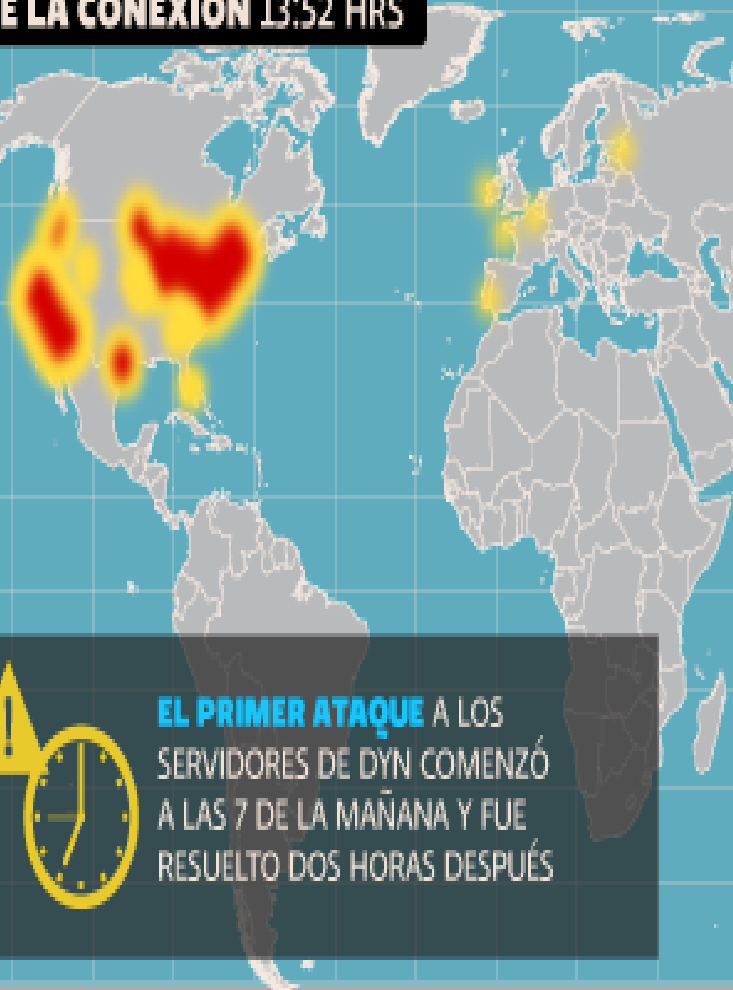 E LA CONEXIÓN 13:52 HRS
EL PRIMER ATAQUE A LOS
SERVIDORES DE DYN COMENZÓ
A LAS 7 DE LA MAÑANA Y FUE
RESUELTO DOS HORAS DESPUÉS